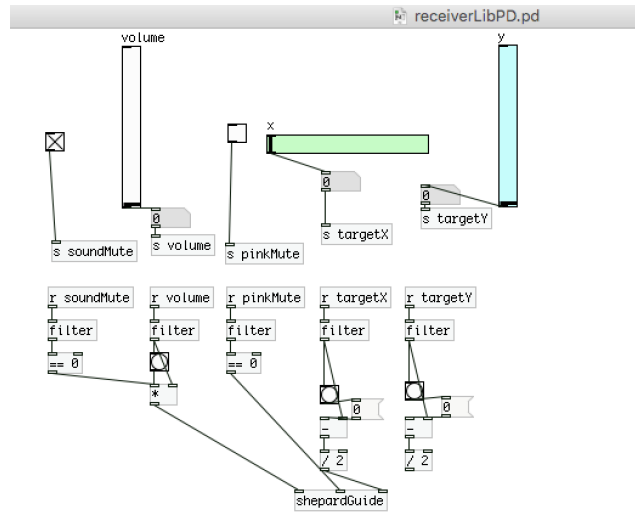 receiverLibPD.pd
volume
y
x
0
0
0
s soundMute
s volume
s pinkMute
s targetX
s targetY
r soundMute
r volume
r pinkMute
r targetX
r targetY
filter
filter
filter
filter
filter
== 0
== 0
*
0
0
-
-
/ 2
/ 2
shepardGuide